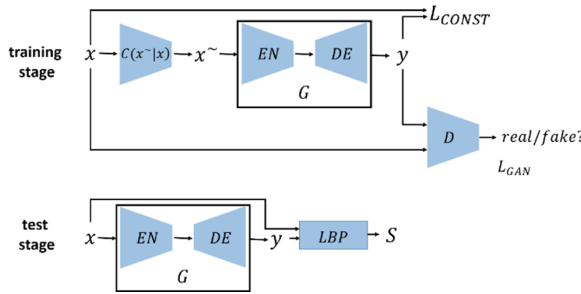 L_CONST
training stage
x
C(x~|x)
x~
EN
DE
G
y
D
real/fake?
L_GAN
test stage
x
EN
DE
G
y
LBP
S